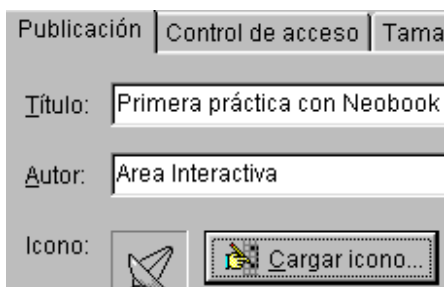 Publicación Control de acceso Tama
Título: Primera práctica con Neobook
Autor: Area Interactiva
Icono: Cargar icono...